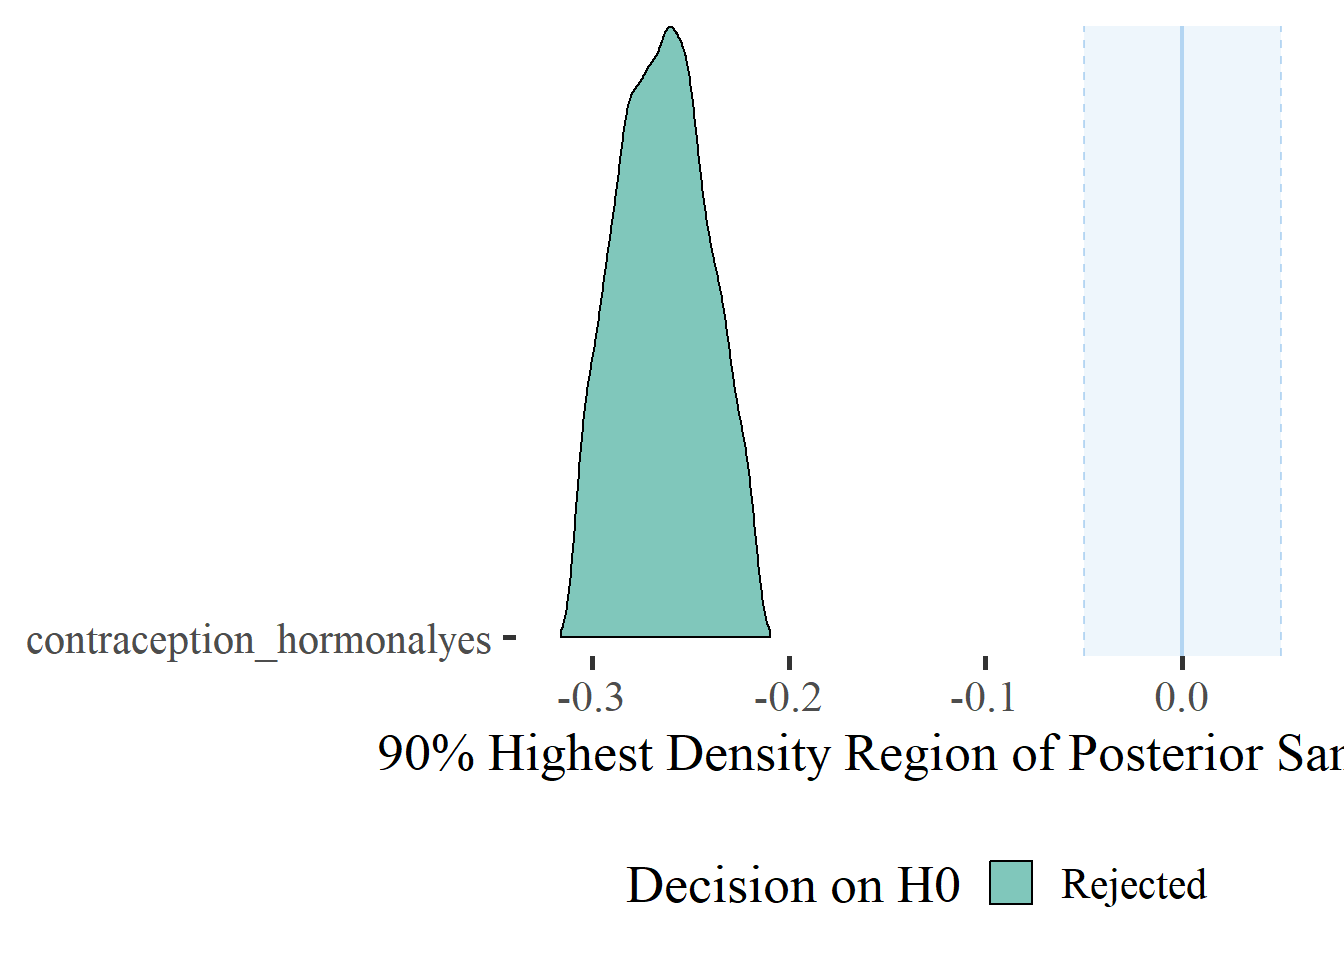 contraception_hormonalyes
-0.3 -0.2 -0.1 0.0
90% Highest Density Region of Posterior
Decision on H0 Rejected